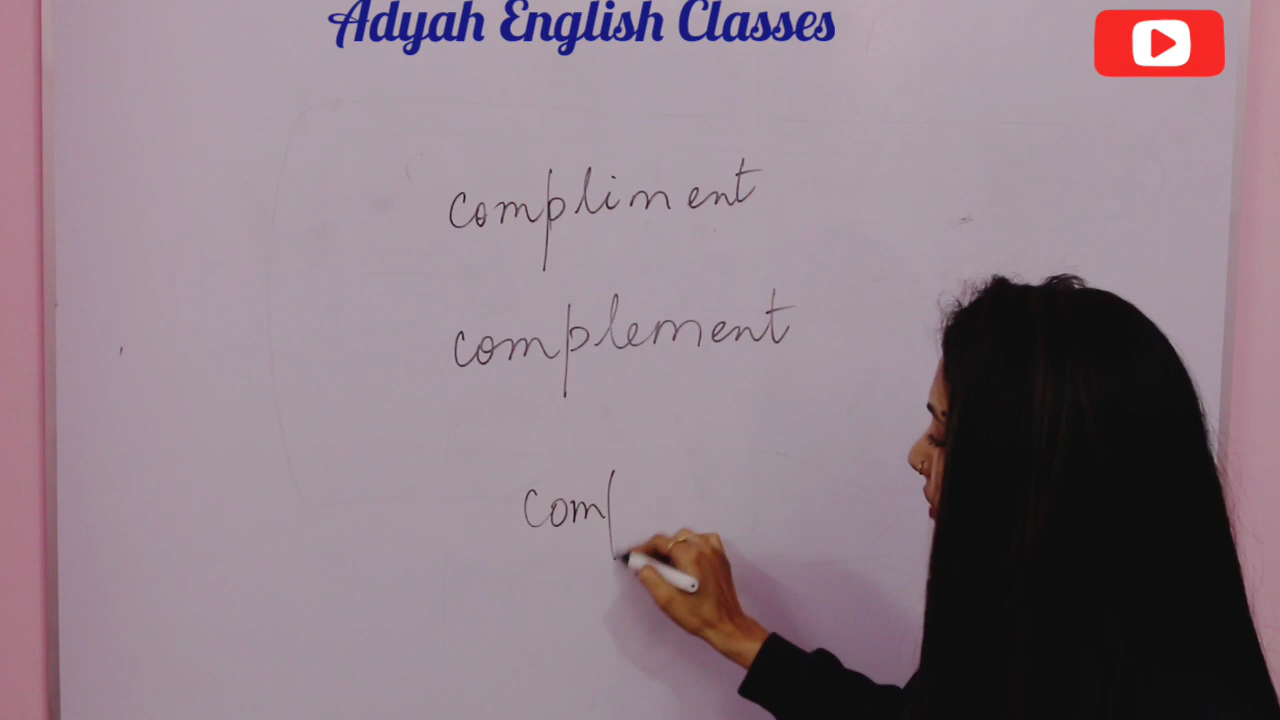 Adyah English Classes
compliment
complement
com